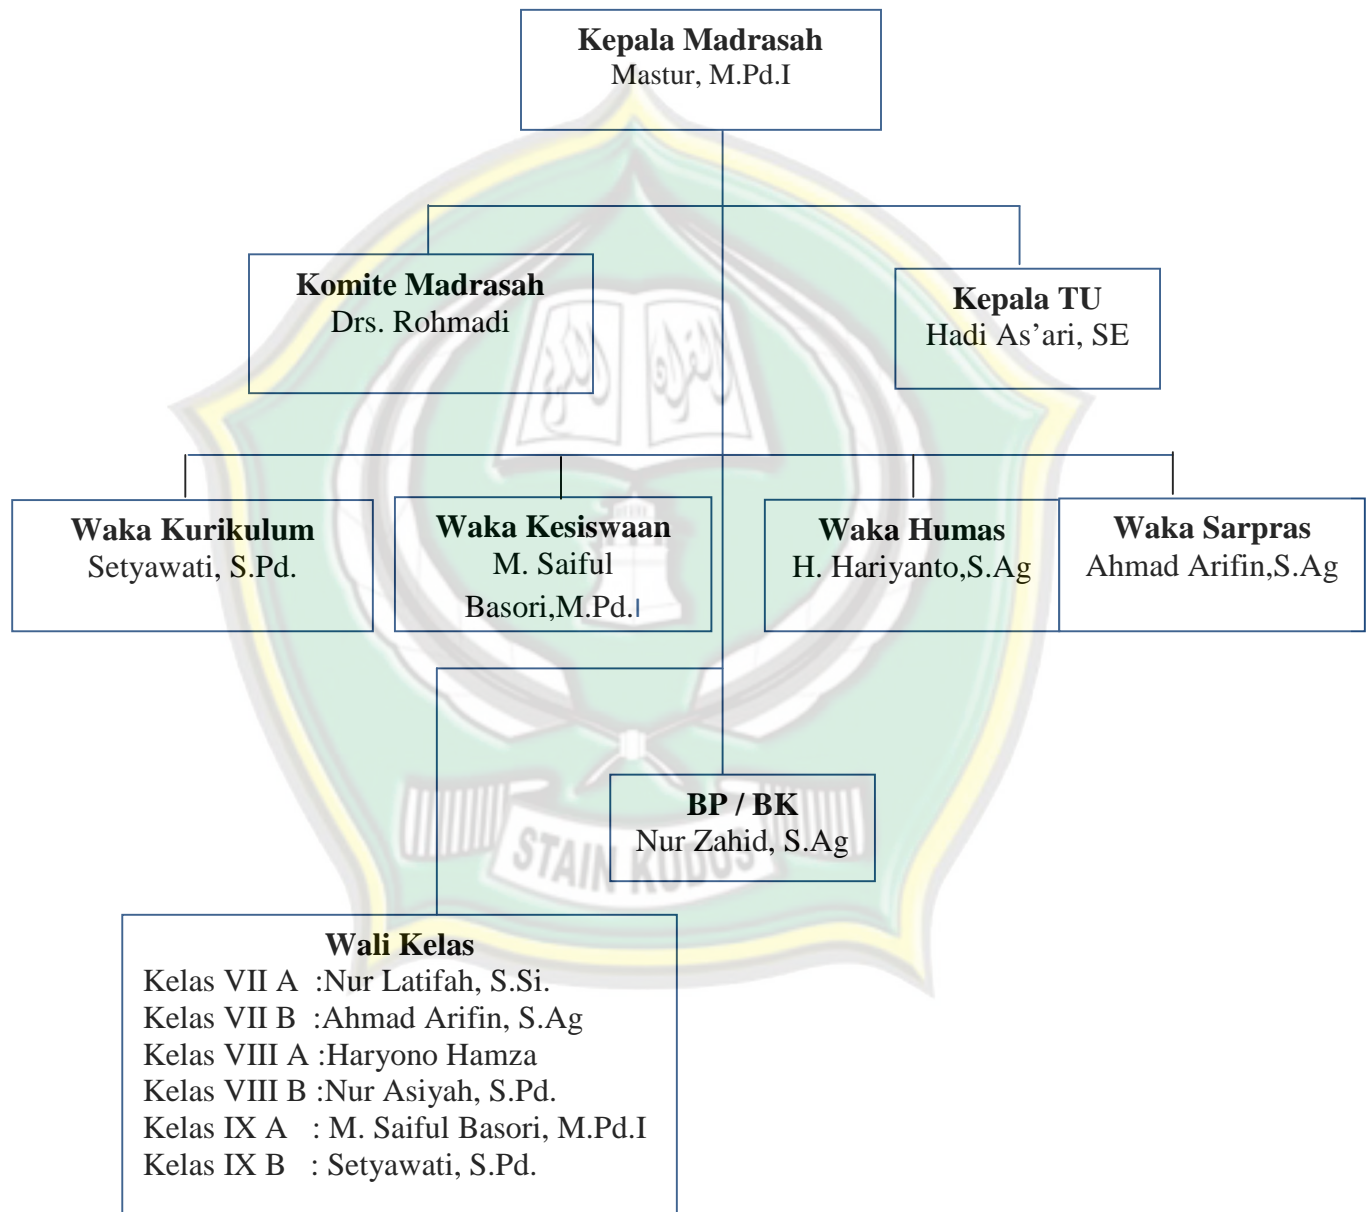 Kepala Madrasah
Mastur, M.Pd.I
Komite Madrasah
Drs. Rohmadi
Kepala TU
Hadi As’ari, SE
Waka Kurikulum
Setyawati, S.Pd.
Waka Kesiswaan
M. Saiful
Basori,M.Pd.I
Waka Humas
H. Hariyanto,S.Ag
Waka Sarpras
Ahmad Arifin,S.Ag
BP / BK
Nur Zahid, S.Ag
STAIN KUDUS
Wali Kelas
Kelas VII A :Nur Latifah, S.Si.
Kelas VII B :Ahmad Arifin, S.Ag
Kelas VIII A :Haryono Hamza
Kelas VIII B :Nur Asiyah, S.Pd.
Kelas IX A : M. Saiful Basori, M.Pd.I
Kelas IX B : Setyawati, S.Pd.